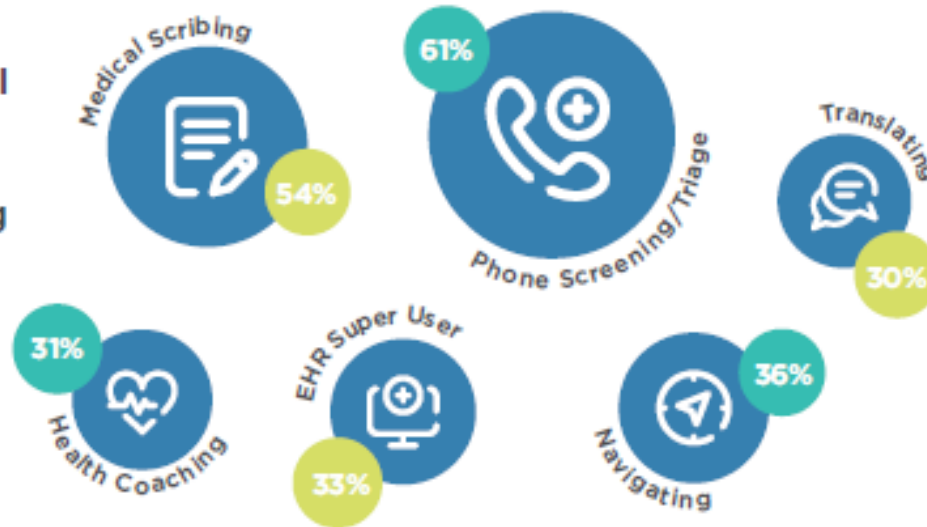 Medical Scribing
54%
61%
Phone Screening/Triage
Translating
30%
31%
Health Coaching
EHR Super User
33%
36%
Navigating